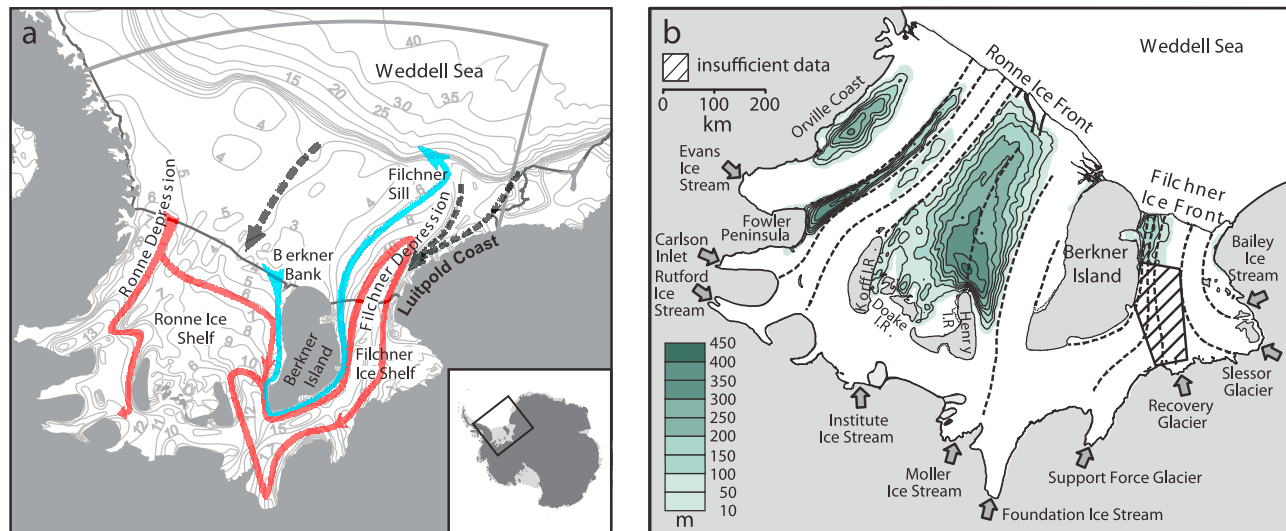 a
Weddell Sea
40
35
30
25
20
15
4
4
5
Filchner
Sill
Ronne Depression
Berkner
Bank
Filchner Depression
Luitpold Coast
Ronne Ice
Shelf
Berkner
Island
Filchner
Ice Shelf
b
Weddell Sea
insufficient data
0 100 200
km
Ronne Ice Front
Orville Coast
Evans
Ice
Stream
Fowler
Peninsula
Carlson
Inlet
Rutford
Ice
Stream
Korff I.R.
Doake
I.R.
Henry
I.R
Berkner
Island
Filchner
Ice Front
Bailey
Ice
Stream
Slessor
Glacier
Recovery
Glacier
Support Force Glacier
Foundation Ice Stream
Moller
Ice Stream
Institute
Ice Stream
450
400
350
300
250
200
150
100
50
10
m